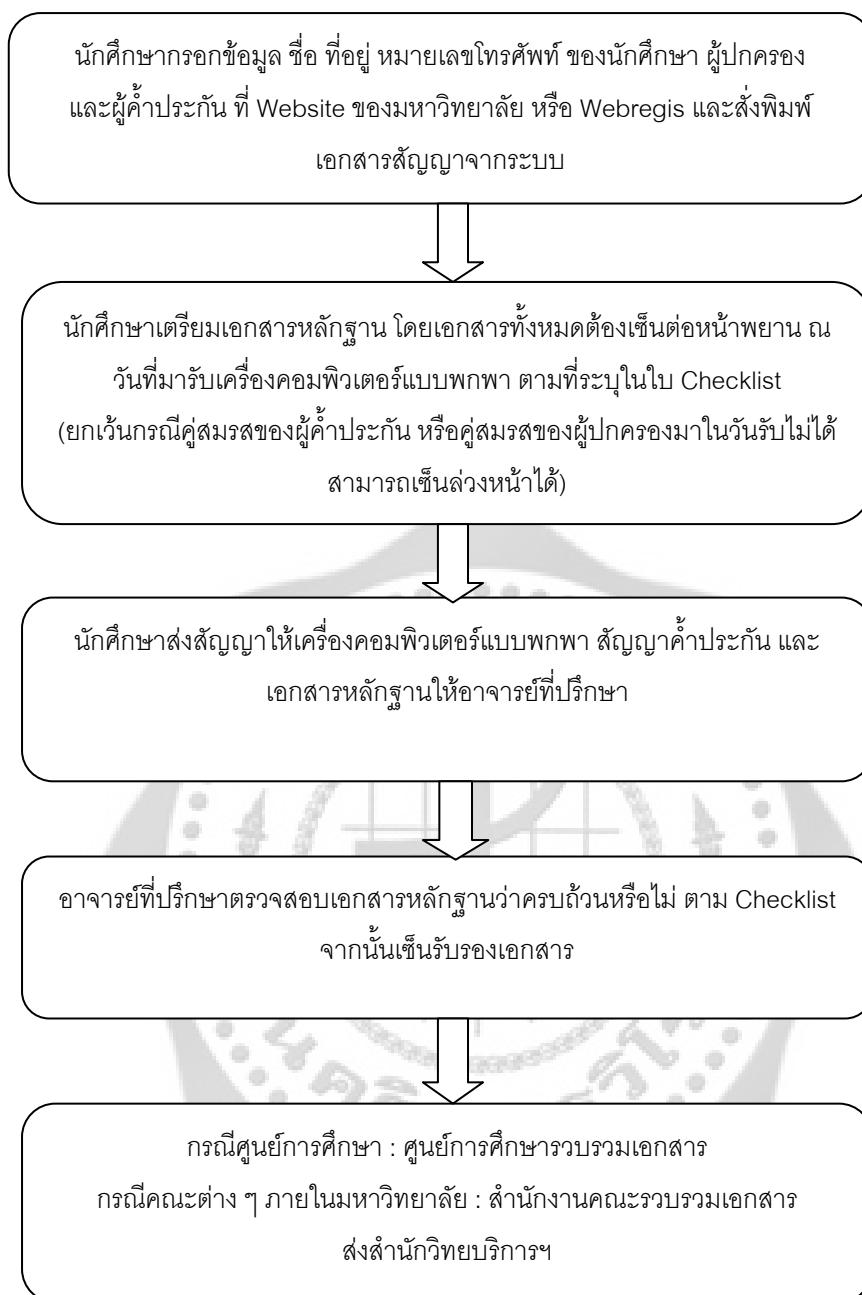 นักศึกษากรอกข้อมูล ชื่อ ที่อยู่ หมายเลขโทรศัพท์ ของนักศึกษา ผู้ปกครอง
และผู้ค้ำประกัน ที่ Website ของมหาวิทยาลัย หรือ Webregis และสั่งพิมพ์
เอกสารสัญญาจากระบบ
นักศึกษาเตรียมเอกสารหลักฐาน โดยเอกสารทั้งหมดต้องเซ็นต่อหน้าพยาน ณ
วันที่มารับเครื่องคอมพิวเตอร์แบบพกพา ตามที่ระบุในใบ Checklist
(ยกเว้นกรณีคู่สมรสของผู้ค้ำประกัน หรือคู่สมรสของผู้ปกครองมาในวันรับไม่ได้
สามารถเซ็นล่วงหน้าได้)
นักศึกษาส่งสัญญาให้เครื่องคอมพิวเตอร์แบบพกพา สัญญาค้ำประกัน และ
เอกสารหลักฐานให้อาจารย์ที่ปรึกษา
อาจารย์ที่ปรึกษาตรวจสอบเอกสารหลักฐานว่าครบถ้วนหรือไม่ ตาม Checklist
จากนั้นเซ็นรับรองเอกสาร
กรณีศูนย์การศึกษา : ศูนย์การศึกษารวบรวมเอกสาร
กรณีคณะต่าง ๆ ภายในมหาวิทยาลัย : สำนักงานคณะรวบรวมเอกสาร
ส่งสำนักวิทยบริการฯ